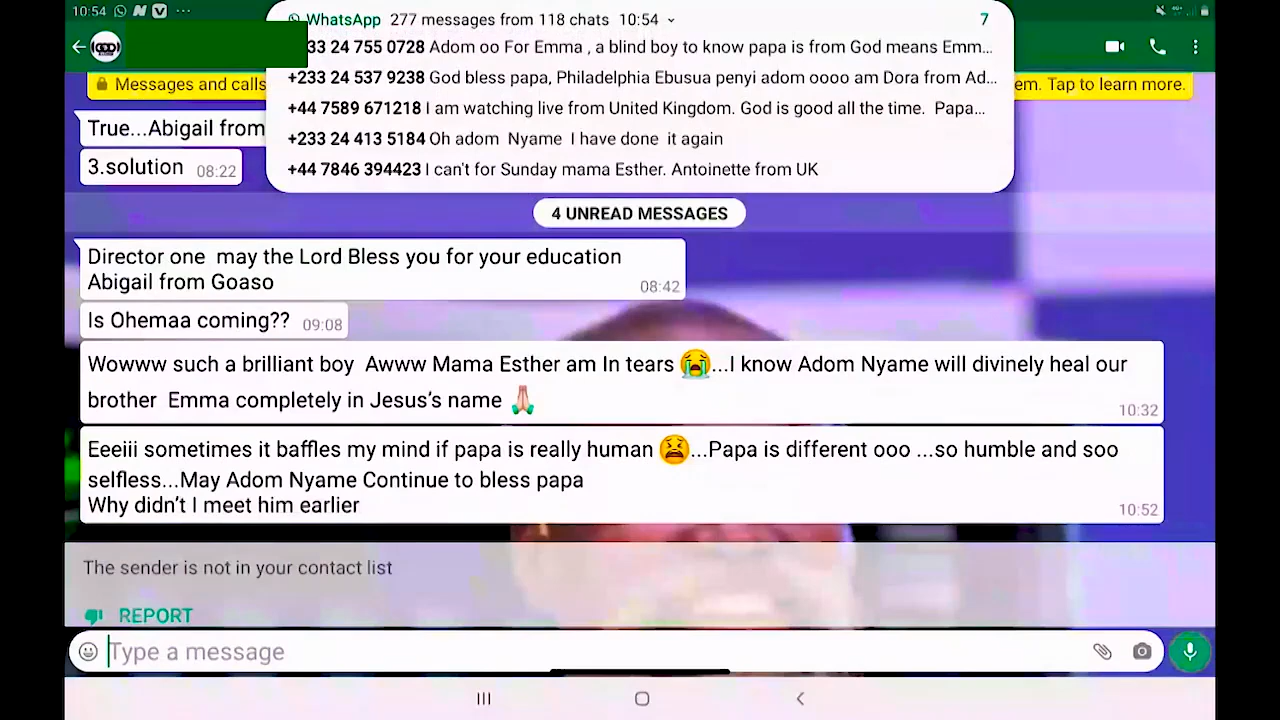 10:54
WhatsApp 277 messages from 118 chats 10:54
7
33 24 755 0728 Adom oo For Emma , a blind boy to know papa is from God means Emm...
+233 24 537 9238 God bless papa, Philadelphia Ebusua penyi adom oooo am Dora from Ad...
+44 7589 671218 I am watching live from United Kingdom. God is good all the time. Papa...
+233 24 413 5184 Oh adom Nyame I have done it again
+44 7846 394423 I can't for Sunday mama Esther. Antoinette from UK
Messages and calls
em. Tap to learn more.
True...Abigail from
3.solution 08:22
4 UNREAD MESSAGES
Director one may the Lord Bless you for your education
Abigail from Goaso
08:42
Is Ohemaa coming?? 09:08
Wowww such a brilliant boy Awww Mama Esther am In tears 😭...I know Adom Nyame will divinely heal our
brother Emma completely in Jesus's name 🙏🏼
10:32
Eeeiii sometimes it baffles my mind if papa is really human 😫...Papa is different ooo ...so humble and soo
selfless...May Adom Nyame Continue to bless papa
Why didn't I meet him earlier
10:52
The sender is not in your contact list
REPORT
Type a message